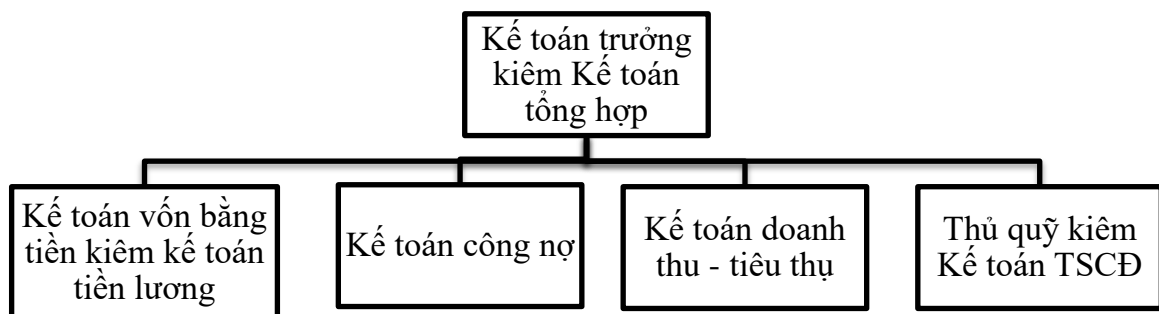 Kế toán trưởng
kiêm Kế toán
tổng hợp
Kế toán vốn bằng
tiền kiêm kế toán
tiền lương
Kế toán công nợ
Kế toán doanh
thu - tiêu thụ
Thủ quỹ kiêm
Kế toán TSCĐ